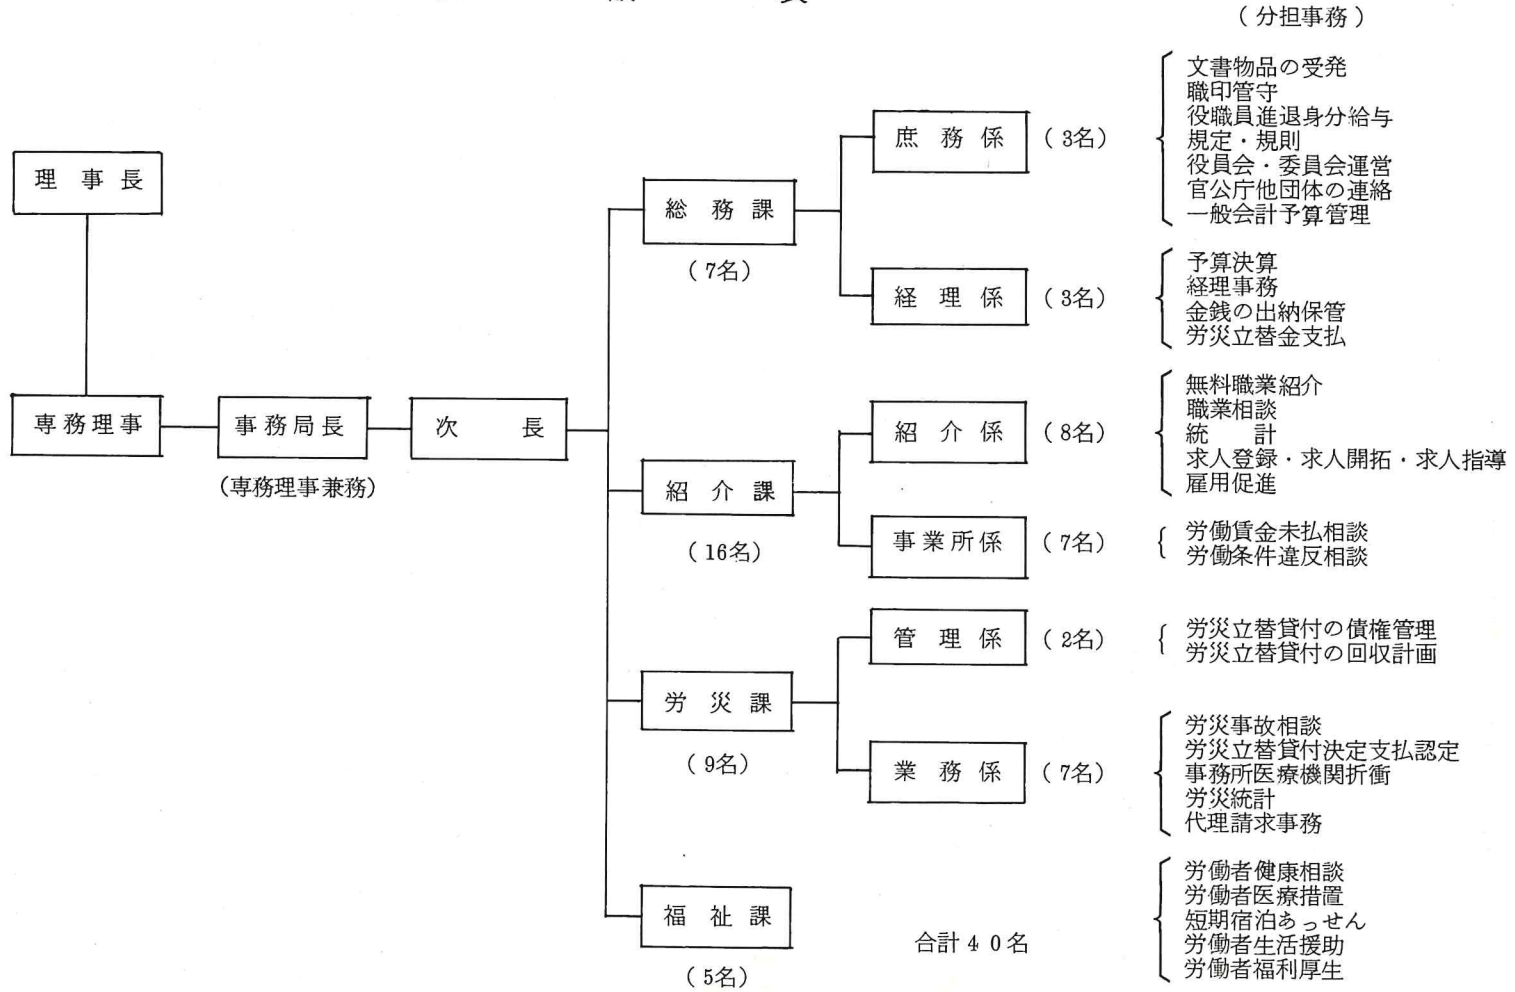 （分担事務）
理事長
専務理事
事務局長
（専務理事兼務）
次長
総務課
（7名）
庶務係（3名）
文書物品の受発
職印管守
役職員進退身分給与
規定・規則
役員会・委員会運営
官公庁他団体の連絡
一般会計予算管理
経理係（3名）
予算決算
経理事務
金銭の出納保管
労災立替金支払
紹介課
（16名）
紹介係（8名）
無料職業紹介
職業相談
統計
求人登録・求人開拓・求人指導
雇用促進
事業所係（7名）
労働賃金未払相談
労働条件違反相談
労災課
（9名）
管理係（2名）
労災立替貸付の債権管理
労災立替貸付の回収計画
業務係（7名）
労災事故相談
労災立替貸付決定支払認定
事務所医療機関折衝
労災統計
代理請求事務
福祉課
（5名）
労働者健康相談
労働者医療措置
短期宿泊あっせん
労働者生活援助
労働者福利厚生
合計40名